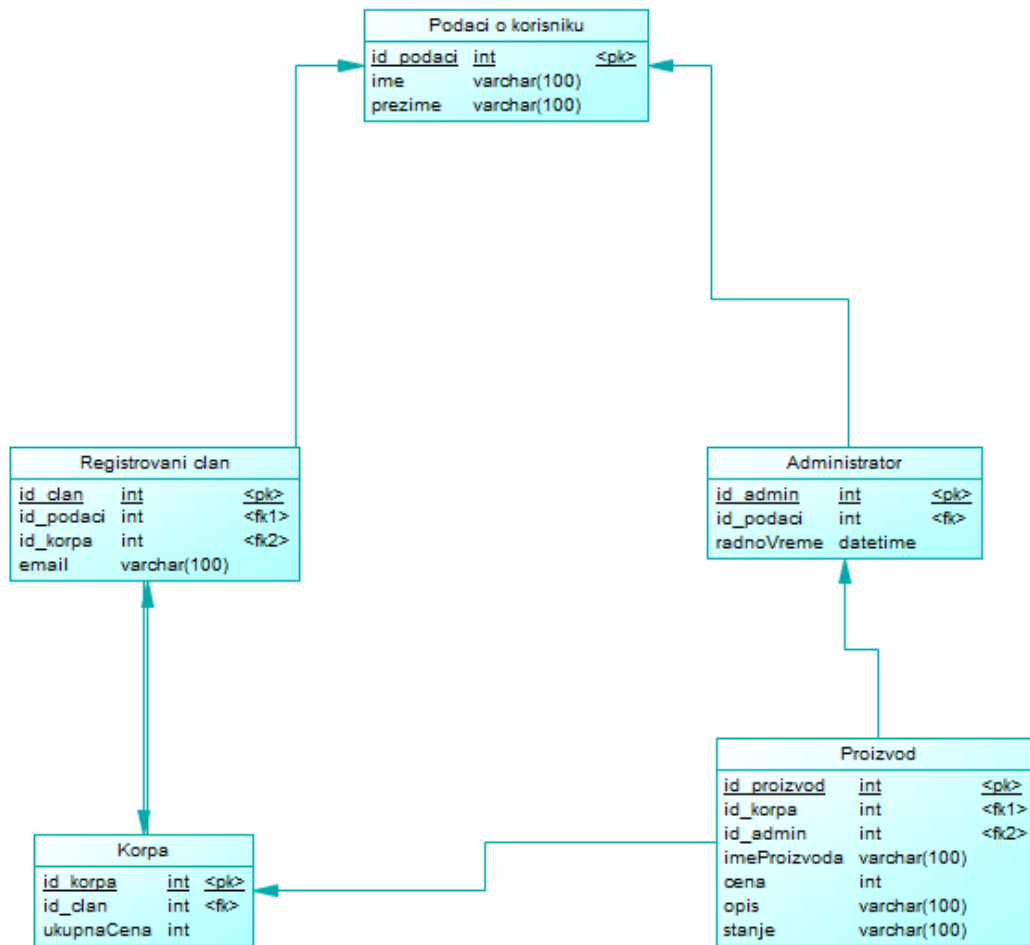 Podaci o korisniku
id_podaci int <pk>
ime varchar(100)
prezime varchar(100)
Registrovani clan
id_clan int <pk>
id_podaci int <fk1>
id_korpa int <fk2>
email varchar(100)
Administrator
id_admin int <pk>
id_podaci int <fk>
radnoVreme datetime
Korpa
id_korpa int <pk>
id_clan int <fk>
ukupnaCena int
Proizvod
id_proizvod int <pk>
id_korpa int <fk1>
id_admin int <fk2>
imeProizvoda varchar(100)
cena int
opis varchar(100)
stanje varchar(100)